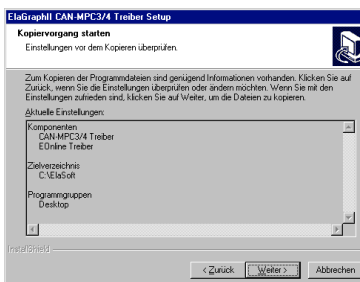 ElaGraphII CAN-MPC3/4 Treiber Setup
Kopiervorgang starten
Einstellungen vor dem Kopieren überprüfen.
Zum Kopieren der Programmdateien sind genügend Informationen vorhanden. Klicken Sie auf
Zurück, wenn Sie die Einstellungen überprüfen oder ändern möchten. Wenn Sie mit den
Einstellungen zufrieden sind, klicken Sie auf Weiter, um die Dateien zu kopieren.
Aktuelle Einstellungen:
Komponenten
CAN-MPC3/4 Treiber
EOnline Treiber
Zielverzeichnis
C:\ElaSoft
Programmgruppen
Desktop
InstallShield
< Zurück Weiter > Abbrechen